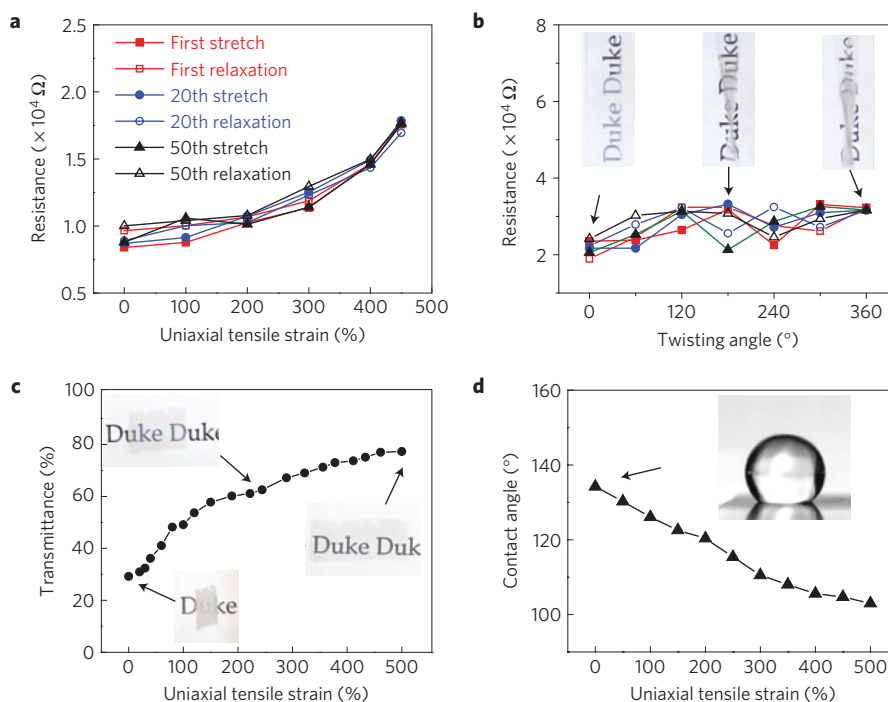 a
Resistance (×10⁴ Ω)
2.5
2.0
1.5
1.0
0.5
First stretch
First relaxation
20th stretch
20th relaxation
50th stretch
50th relaxation
0 100 200 300 400 500
Uniaxial tensile strain (%)
b
Resistance (×10⁴ Ω)
8
6
4
2
Duke Duke
Duke Duke
Duke Duke
0 120 240 360
Twisting angle (°)
c
Transmittance (%)
100
80
60
40
20
0
Duke Duke
Duke Duk
Duke
0 100 200 300 400 500
Uniaxial tensile strain (%)
d
Contact angle (°)
160
140
120
100
0 100 200 300 400 500
Uniaxial tensile strain (%)